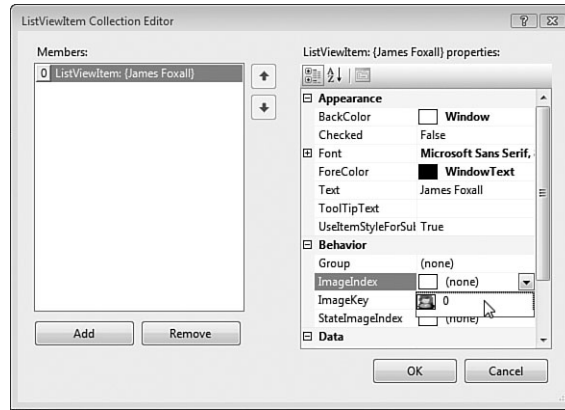 ListViewItem Collection Editor
Members:
0 ListViewItem: {James Foxall}
Add Remove
ListViewItem: {James Foxall} properties:
Appearance
BackColor Window
Checked False
Font Microsoft Sans Serif,
ForeColor WindowText
Text James Foxall
ToolTipText
UseItemStyleForSul True
Behavior
Group (none)
ImageIndex (none)
ImageKey 0
StateImageIndex (none)
Data
OK Cancel